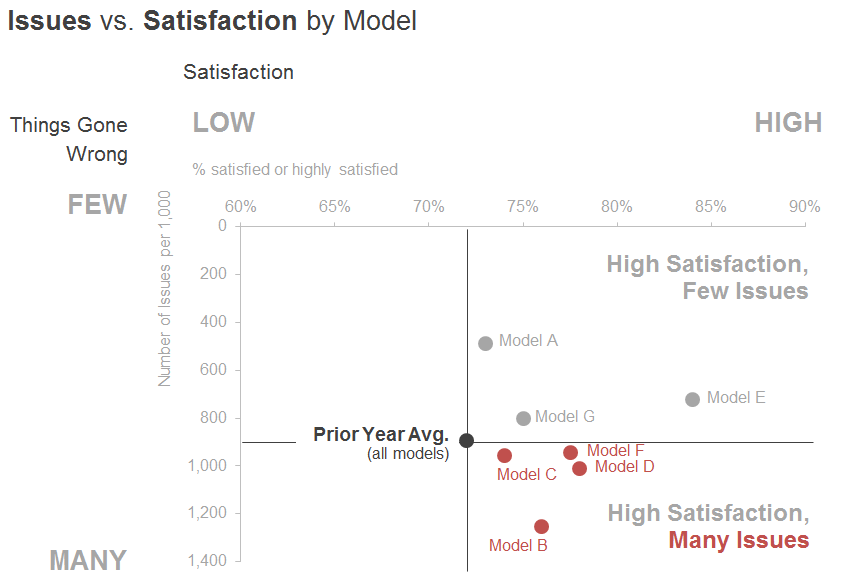 Issues vs. Satisfaction by Model
Satisfaction
Things Gone
Wrong
LOW
HIGH
% satisfied or highly satisfied
FEW
Number of Issues per 1,000
60%
65%
70%
75%
80%
85%
90%
0
200
400
600
800
1,000
1,200
1,400
High Satisfaction,
Few Issues
Model A
Model E
Model G
Prior Year Avg.
(all models)
Model F
Model D
Model C
Model B
High Satisfaction,
Many Issues
MANY